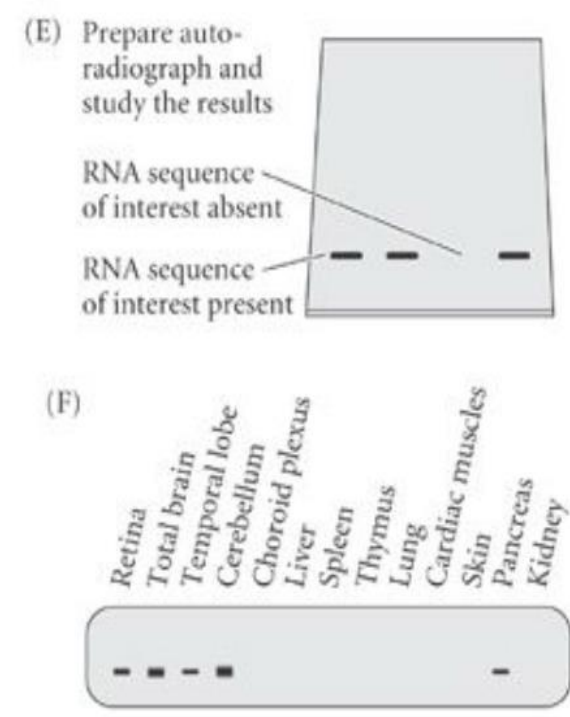 (E) Prepare auto-
radiograph and
study the results
RNA sequence
of interest absent
RNA sequence
of interest present
(F)
Retina
Total brain
Temporal lobe
Cerebellum
Choroid plexus
Liver
Spleen
Thymus
Lung
Cardiac muscles
Skin
Pancreas
Kidney